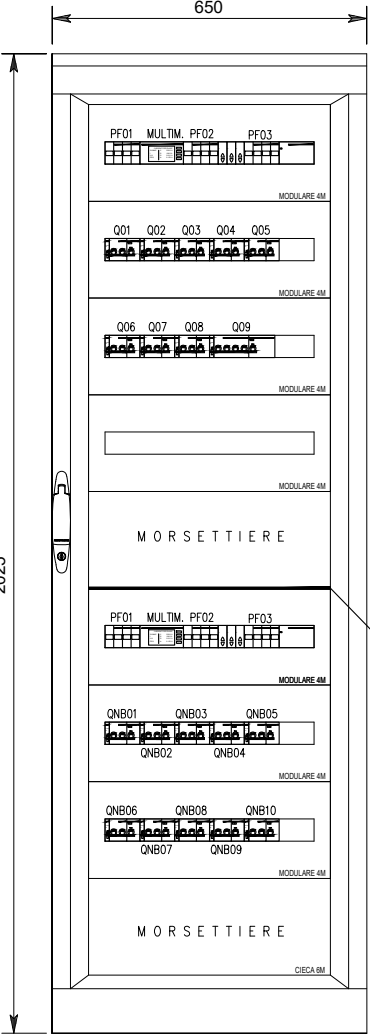 650
PF01 MULTIM. PF02 PF03
MODULARE 4M
Q01 Q02 Q03 Q04 Q05
MODULARE 4M
Q06 Q07 Q08 Q09
MODULARE 4M
MODULARE 4M
MORSETTIERE
PF01 MULTIM. PF02 PF03
MODULARE 4M
QNB01 QNB03 QNB05
QNB02 QNB04
MODULARE 4M
QNB06 QNB08 QNB10
QNB07 QNB09
MODULARE 4M
MORSETTIERE
CIECA 6M